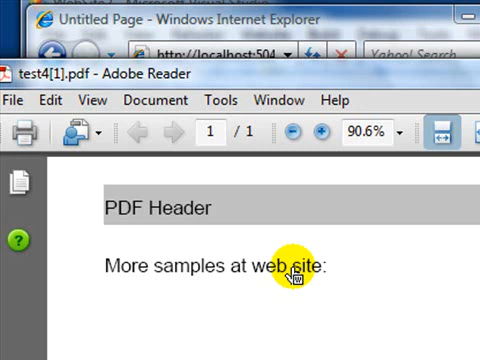 Untitled Page - Windows Internet Explorer
http://localhost:504
Yahoo! Search
test4[1].pdf - Adobe Reader
File Edit View Document Tools Window Help
1 / 1 90.6%
PDF Header
More samples at web site: